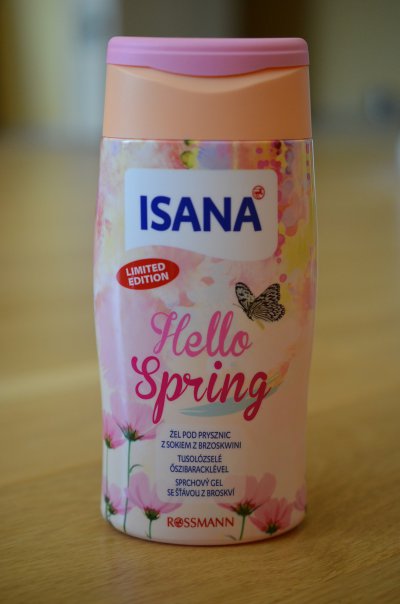 ISANA
LIMITED
EDITION
Hello
Spring
ŻEL POD PRYSZNIC
Z SOKIEM Z BRZOSKWINI
TUSOLÓZSELÉ
ŐSZIBARACKLÉVEL
SPRCHOVÝ GEL
SE ŠŤÁVOU Z BROSKVÍ
ROSSMANN